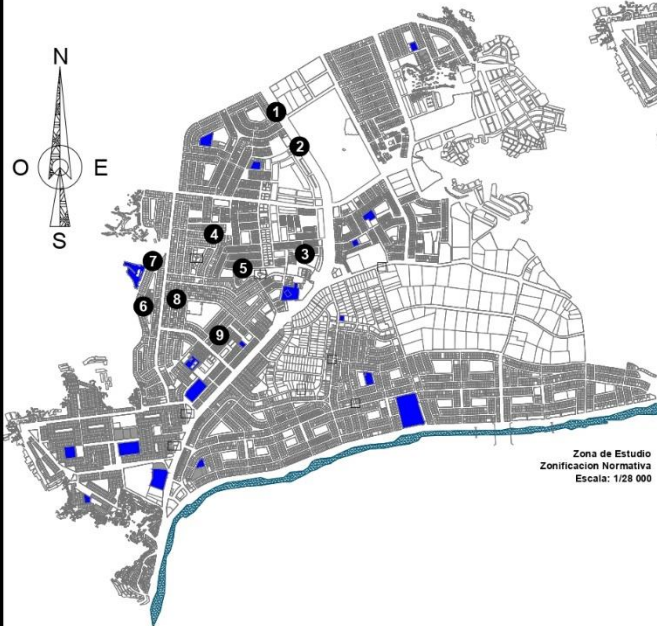 N
O E
S
1
2
4
3
7
5
6
8
9
Zona de Estudio
Zonificacion Normativa
Escala: 1/28 000